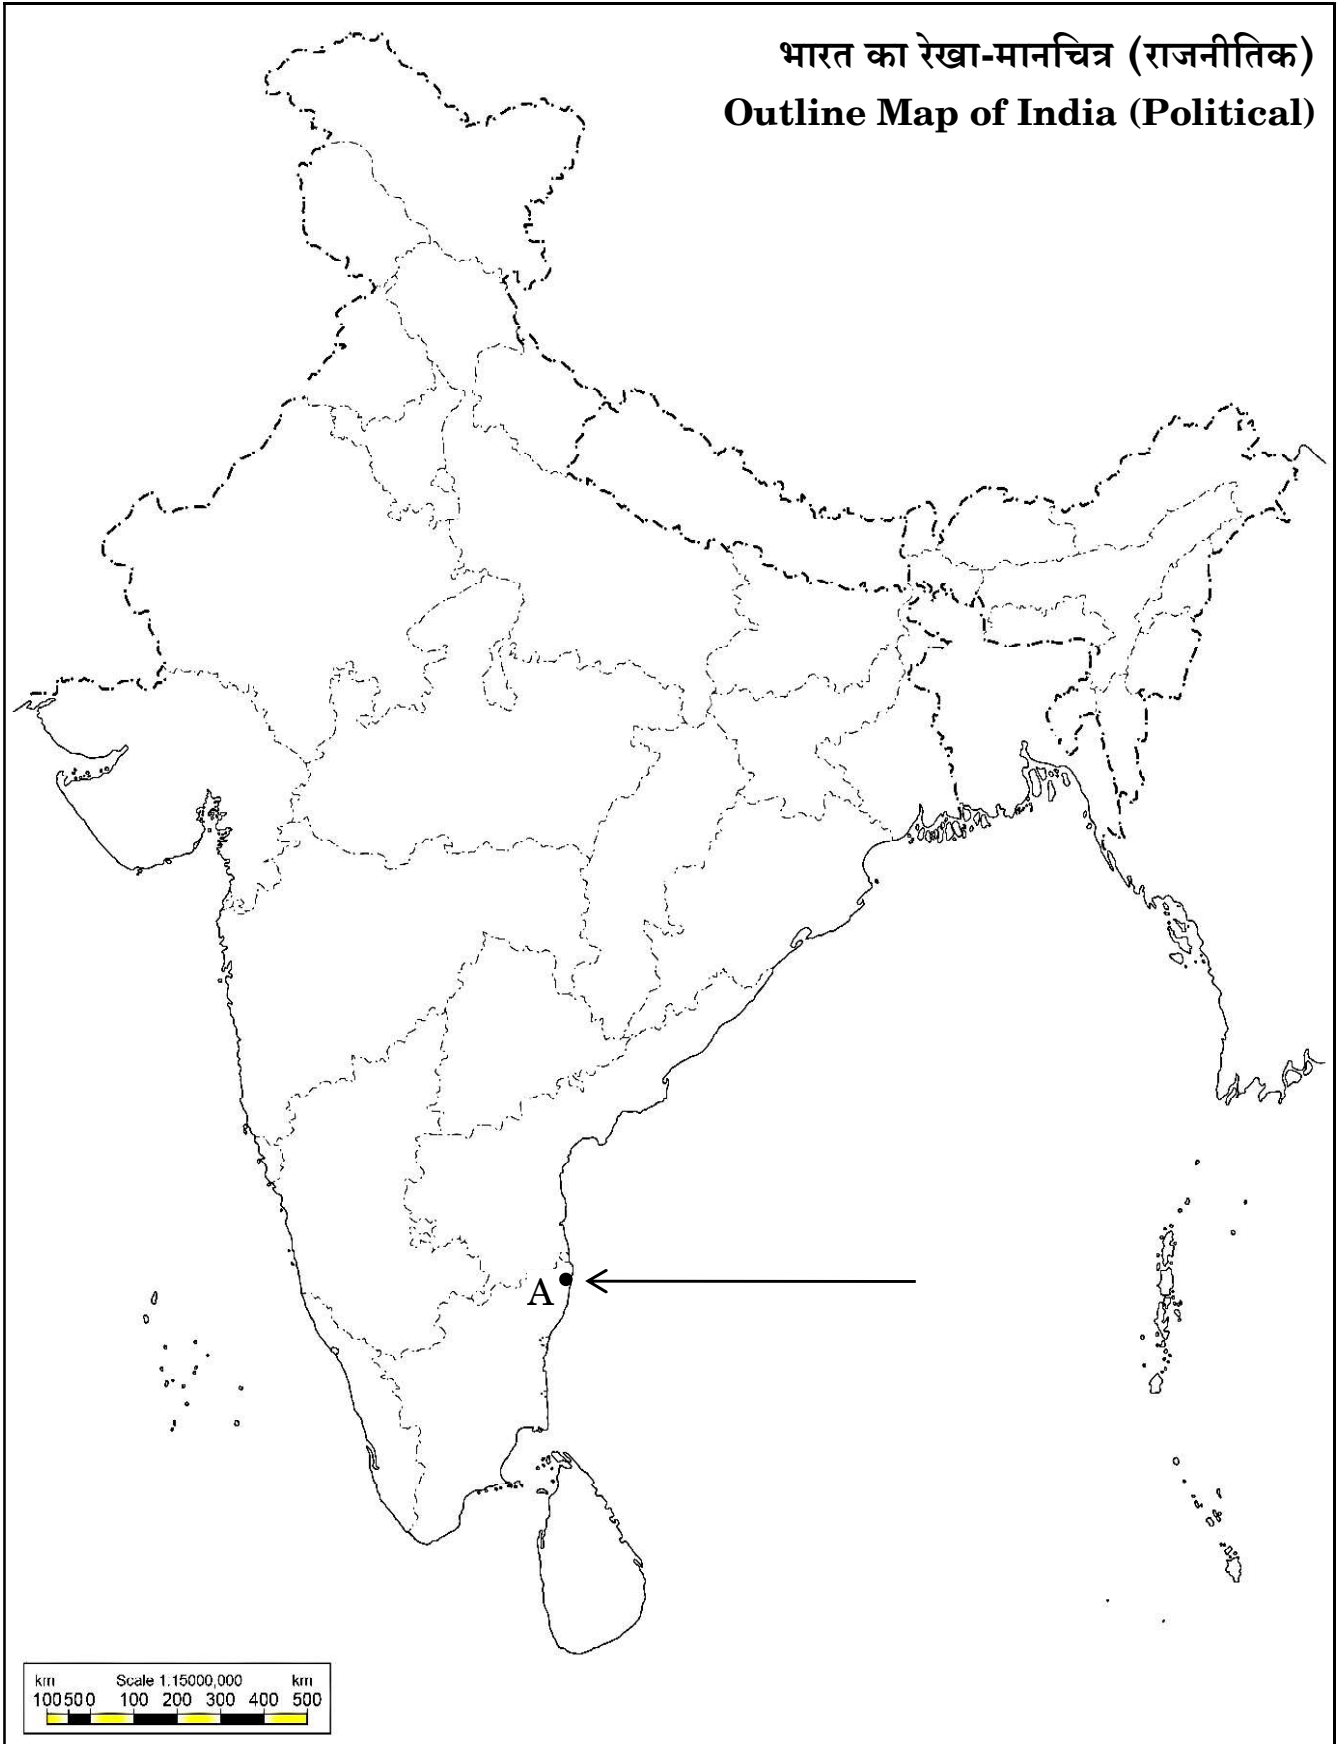 भारत का रेखा-मानचित्र (राजनीतिक)
Outline Map of India (Political)
A
km Scale 1:15000,000 km
100 50 0 100 200 300 400 500